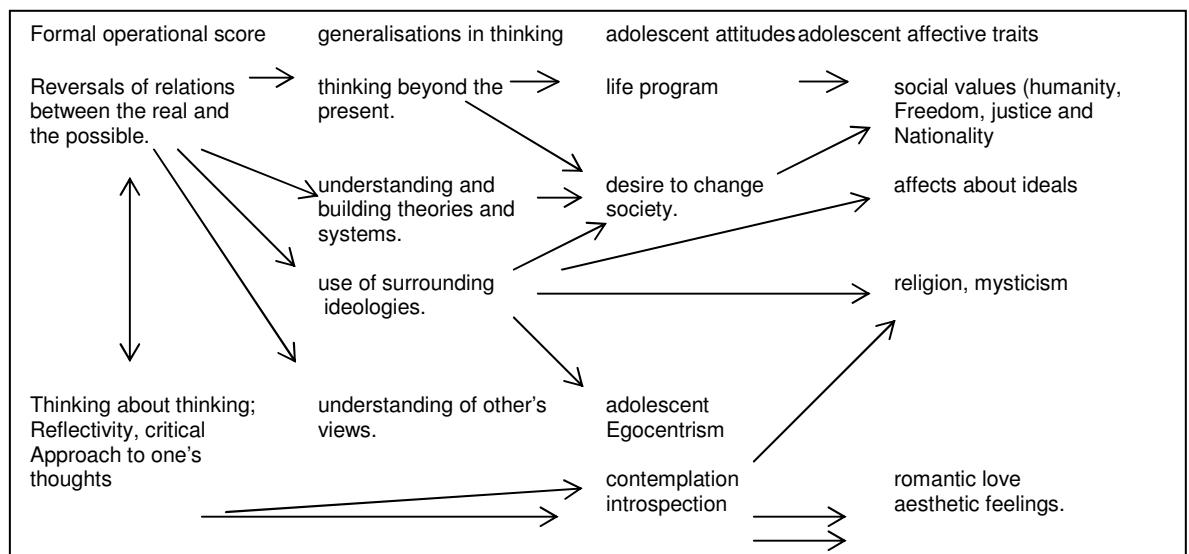 Formal operational score generalisations in thinking adolescent attitudes adolescent affective traits
Reversals of relations
between the real and
the possible.
thinking beyond the
present.
life program
social values (humanity,
Freedom, justice and
Nationality
understanding and
building theories and
systems.
desire to change
society.
affects about ideals
use of surrounding
ideologies.
religion, mysticism
Thinking about thinking;
Reflectivity, critical
Approach to one's
thoughts
understanding of other's
views.
adolescent
Egocentrism
contemplation
introspection
romantic love
aesthetic feelings.